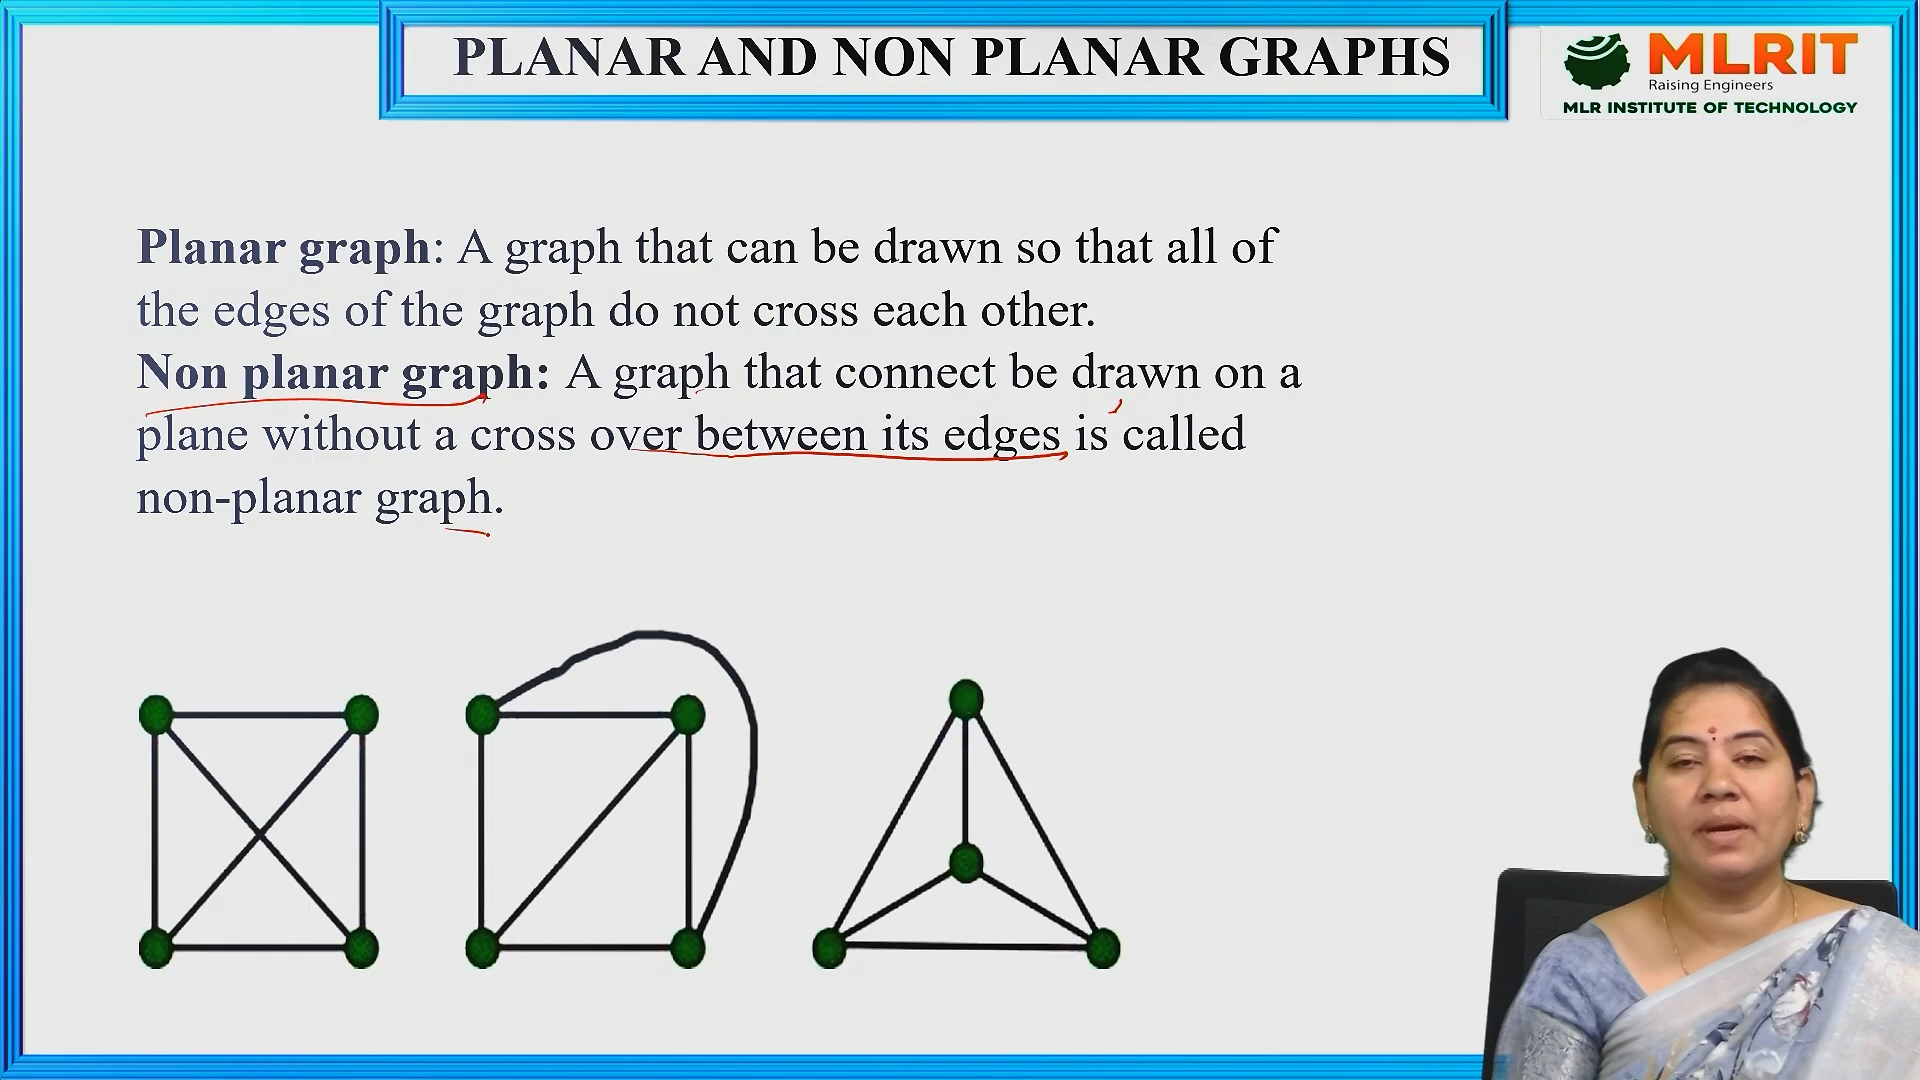 PLANAR AND NON PLANAR GRAPHS
MLRIT
Raising Engineers
MLR INSTITUTE OF TECHNOLOGY
Planar graph: A graph that can be drawn so that all of
the edges of the graph do not cross each other.
Non planar graph: A graph that connect be drawn on a
plane without a cross over between its edges is called
non-planar graph.